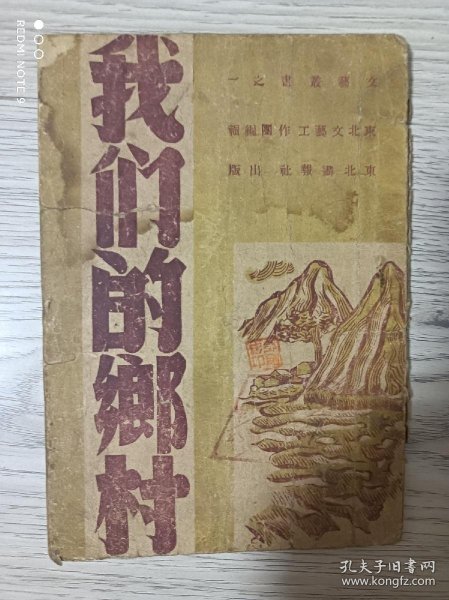 我们的鄉村
文藝叢書之一
東北文藝工作團編輯
東北畫報社出版
REDMI NOTE 9
孔夫子旧书网
www.kongfz.com